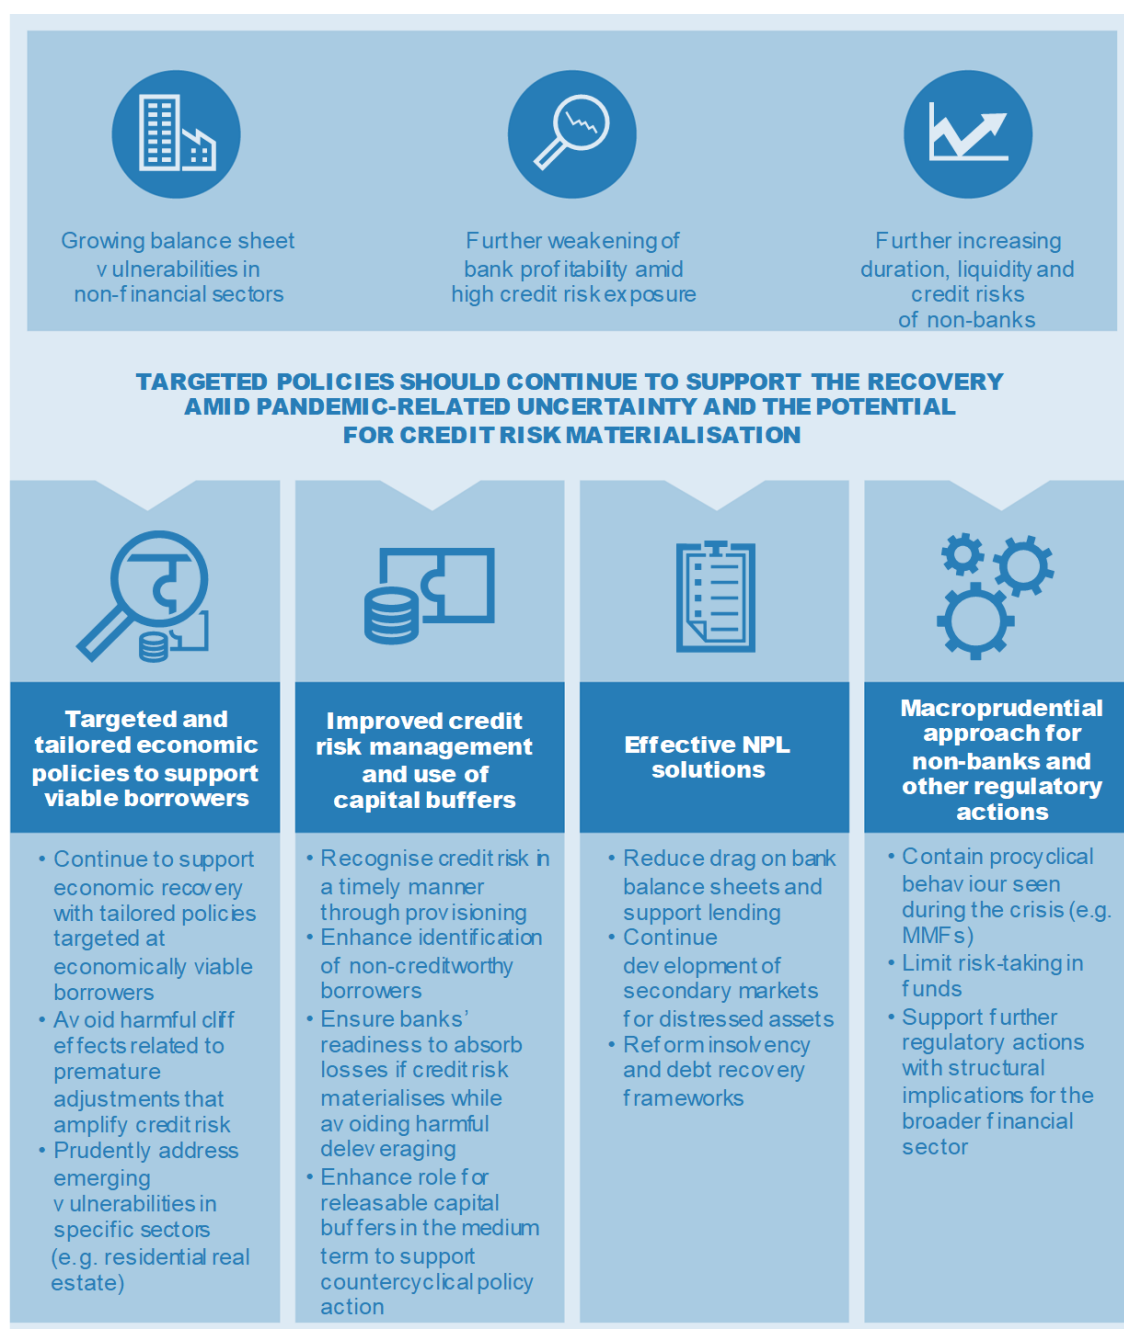 Growing balance sheet
vulnerabilities in
non-financial sectors
Further weakening of
bank profitability amid
high credit risk exposure
Further increasing
duration, liquidity and
credit risks
of non-banks
TARGETED POLICIES SHOULD CONTINUE TO SUPPORT THE RECOVERY
AMID PANDEMIC-RELATED UNCERTAINTY AND THE POTENTIAL
FOR CREDIT RISK MATERIALISATION
Targeted and
tailored economic
policies to support
viable borrowers
• Continue to support
economic recovery
with tailored policies
targeted at
economically viable
borrowers
• Avoid harmful cliff
effects related to
premature
adjustments that
amplify credit risk
• Prudently address
emerging
vulnerabilities in
specific sectors
(e.g. residential real
estate)
Improved credit
risk management
and use of
capital buffers
• Recognise credit risk in
a timely manner
through provisioning
• Enhance identification
of non-creditworthy
borrowers
• Ensure banks’
readiness to absorb
losses if credit risk
materialises while
avoiding harmful
deleveraging
• Enhance role for
releasable capital
buffers in the medium
term to support
countercyclical policy
action
Effective NPL
solutions
• Reduce drag on bank
balance sheets and
support lending
• Continue
development of
secondary markets
for distressed assets
• Reform insolvency
and debt recovery
frameworks
Macroprudential
approach for
non-banks and
other regulatory
actions
• Contain procyclical
behaviour seen
during the crisis (e.g.
MMFs)
• Limit risk-taking in
funds
• Support further
regulatory actions
with structural
implications for the
broader financial
sector